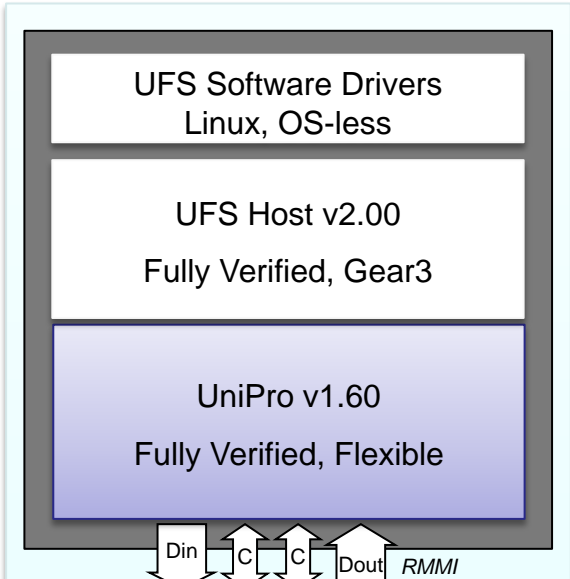 UFS Software Drivers
Linux, OS-less
UFS Host v2.00
Fully Verified, Gear3
UniPro v1.60
Fully Verified, Flexible
Din C C Dout RMMI